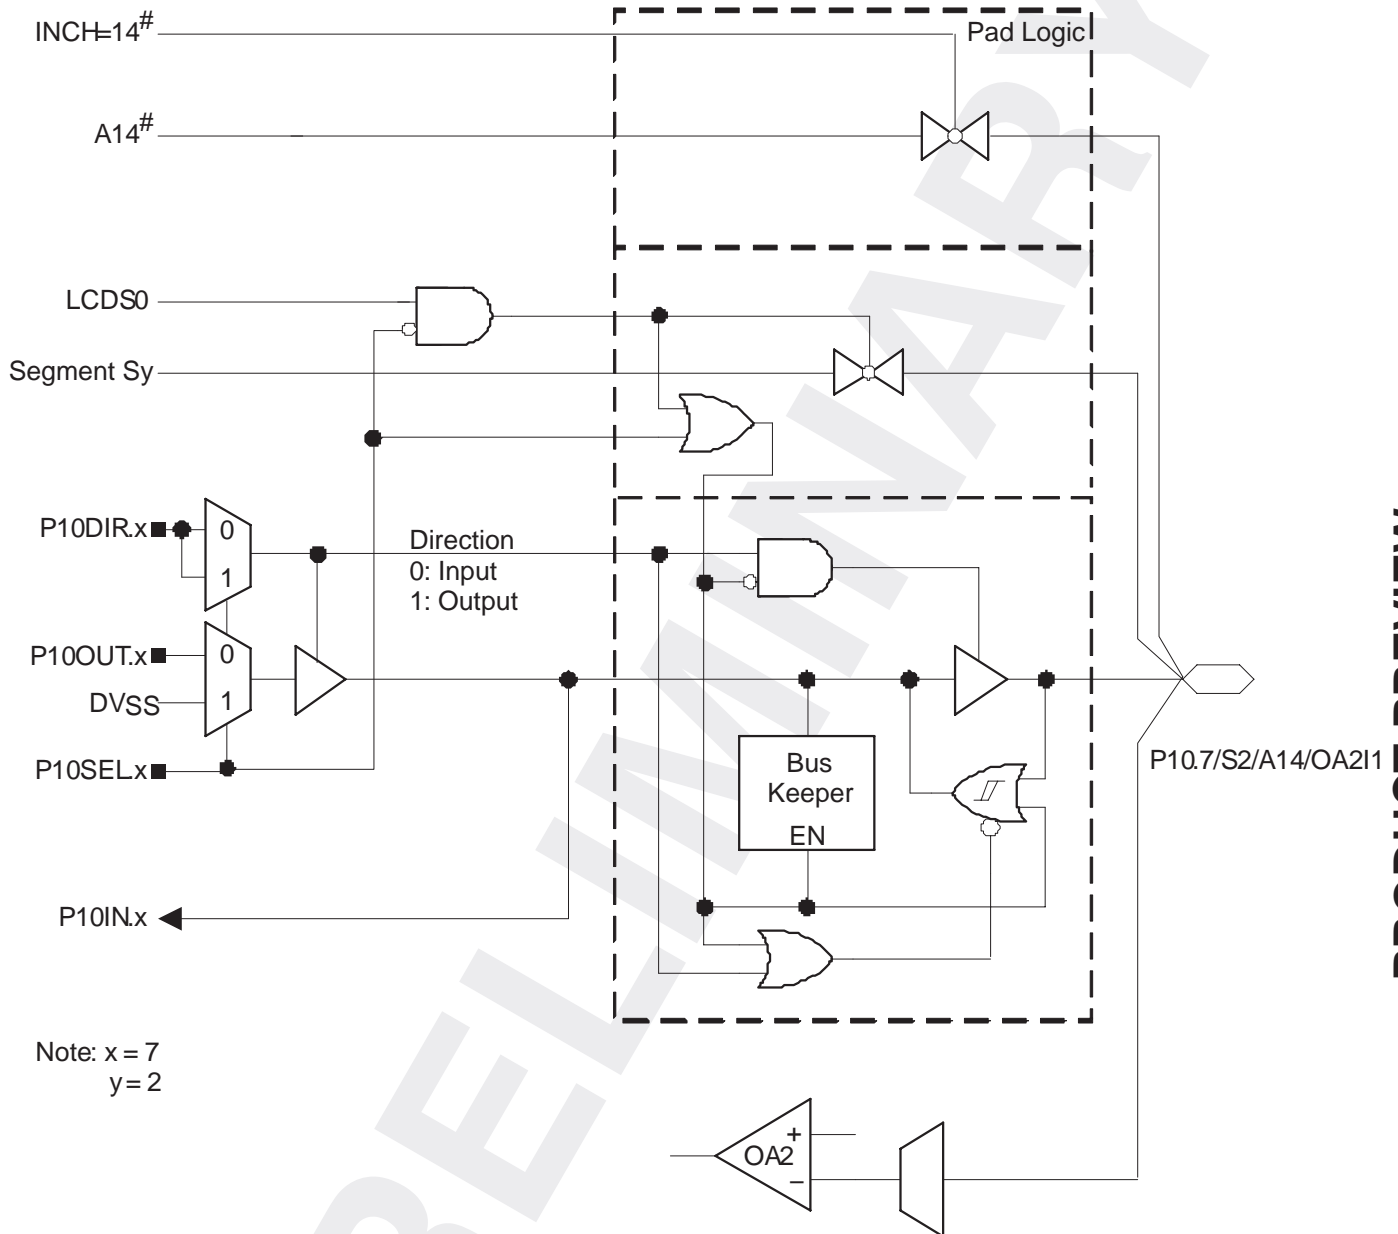 INCH=14#
Pad Logic
A14#
LCDS0
Segment Sy
P10DIR.x
0
1
Direction
0: Input
1: Output
P10OUT.x
0
DVSS
1
P10SEL.x
Bus
Keeper
EN
P10.7/S2/A14/OA2I1
P10IN.x
Note: x = 7
y = 2
+
OA2
−